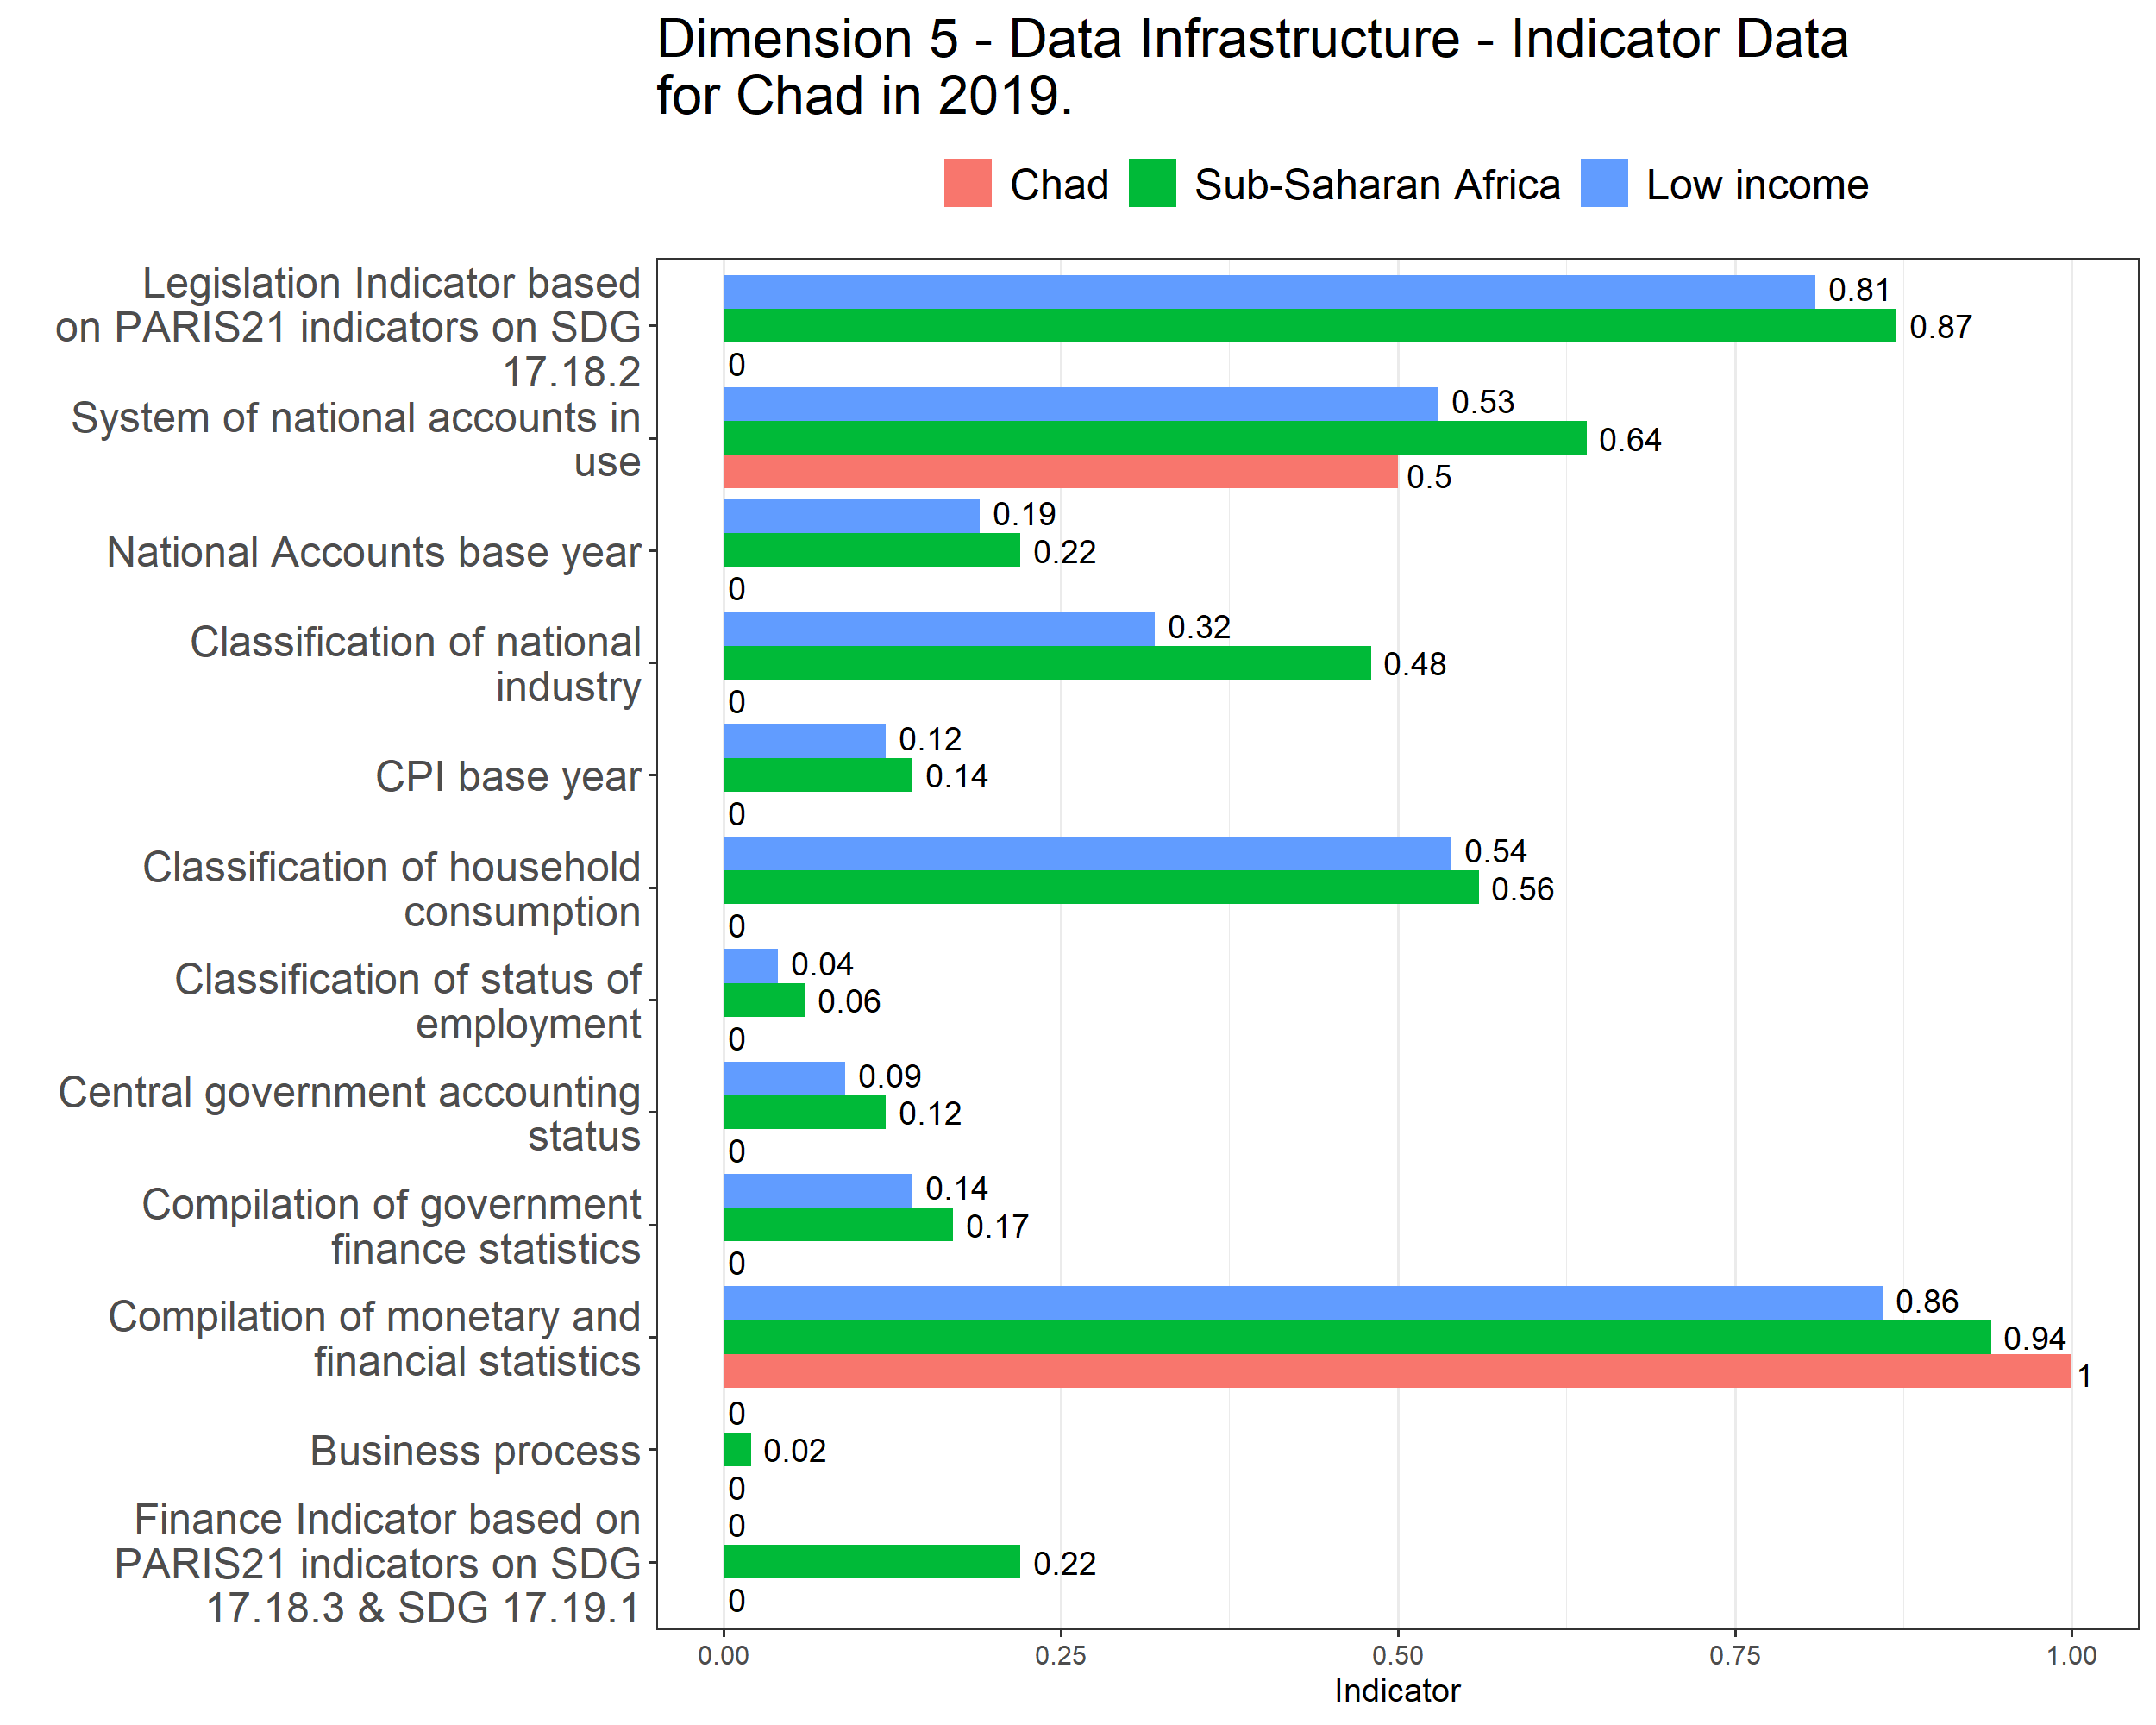 Dimension 5 - Data Infrastructure - Indicator Data
for Chad in 2019.
Chad
Sub-Saharan Africa
Low income
Legislation Indicator based
on PARIS21 indicators on SDG
17.18.2
0.81
0.87
0
System of national accounts in
use
0.53
0.64
0.5
National Accounts base year
0.19
0.22
0
Classification of national
industry
0.32
0.48
0
CPI base year
0.12
0.14
0
Classification of household
consumption
0.54
0.56
0
Classification of status of
employment
0.04
0.06
0
Central government accounting
status
0.09
0.12
0
Compilation of government
finance statistics
0.14
0.17
0
Compilation of monetary and
financial statistics
0.86
0.94
1
Business process
0
0.02
0
Finance Indicator based on
PARIS21 indicators on SDG
17.18.3 & SDG 17.19.1
0
0.22
0
0.00
0.25
0.50
0.75
1.00
Indicator